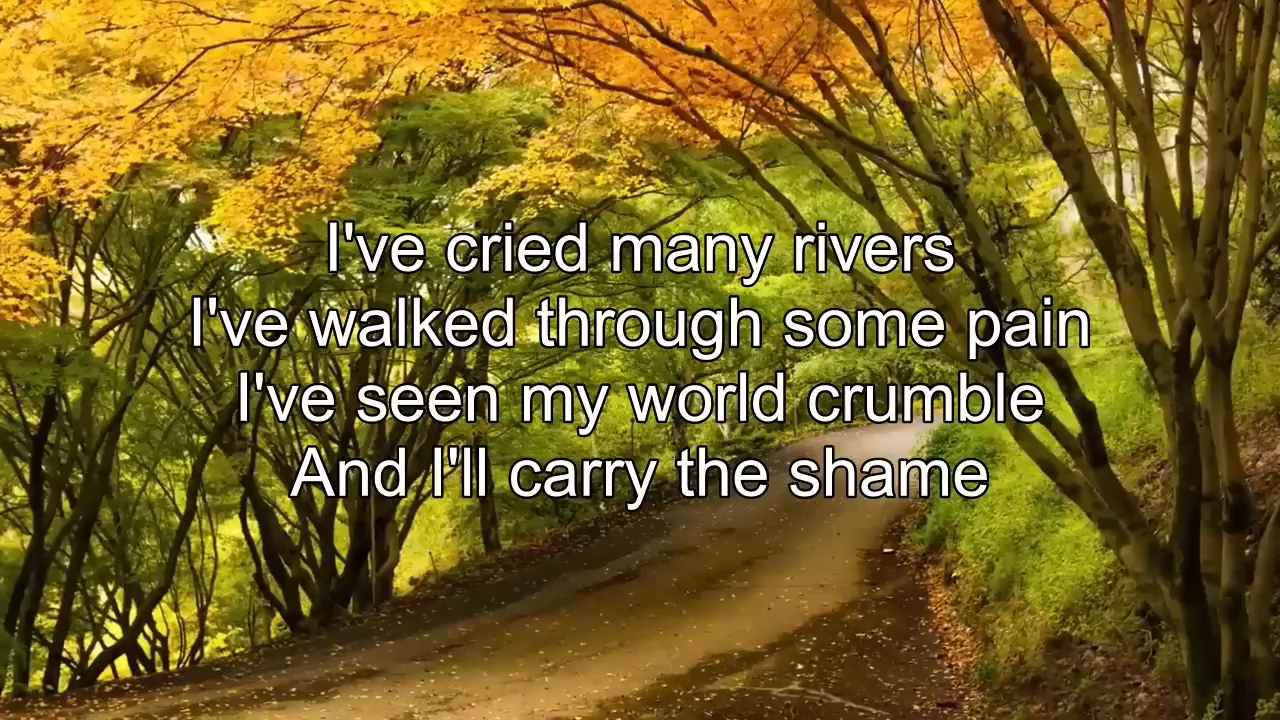 I've cried many rivers
I've walked through some pain
I've seen my world crumble
And I'll carry the shame